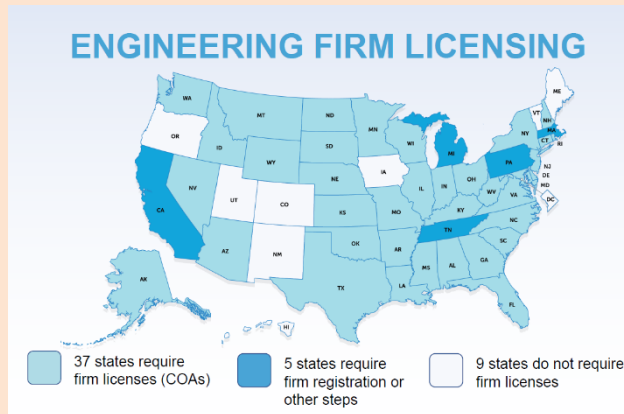 ENGINEERING FIRM LICENSING
WA
MT
ND
MN
ME
VT
NH
OR
ID
WY
SD
WI
MI
NY
MA
CT
RI
NV
UT
CO
NE
IA
IL
IN
OH
PA
NJ
DE
MD
DC
CA
AZ
NM
KS
MO
KY
WV
VA
NC
OK
AR
TN
SC
TX
LA
MS
AL
GA
FL
AK
HI
37 states require
firm licenses (COAs)
5 states require
firm registration or
other steps
9 states do not require
firm licenses